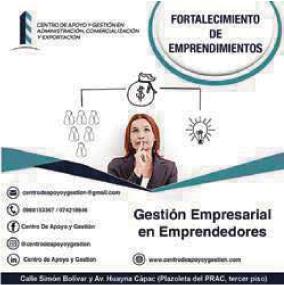 CENTRO DE APOYO Y GESTIÓN EN
ADMINISTRACIÓN, COMERCIALIZACIÓN
Y EXPORTACIÓN
FORTALECIMIENTO
DE
EMPRENDIMIENTOS
$
centrodeapoyoygestion@gmail.com
Centro De Apoyo y Gestión
@centrodeapoyoygestion
Centro de Apoyo y Gestión
Gestión Empresarial
en Emprendedores
www.centrodeapoyoygestion.com
Calle Simón Bolívar y Av. Huayna Cápac (Plazoleta del PRAC, tercer piso)